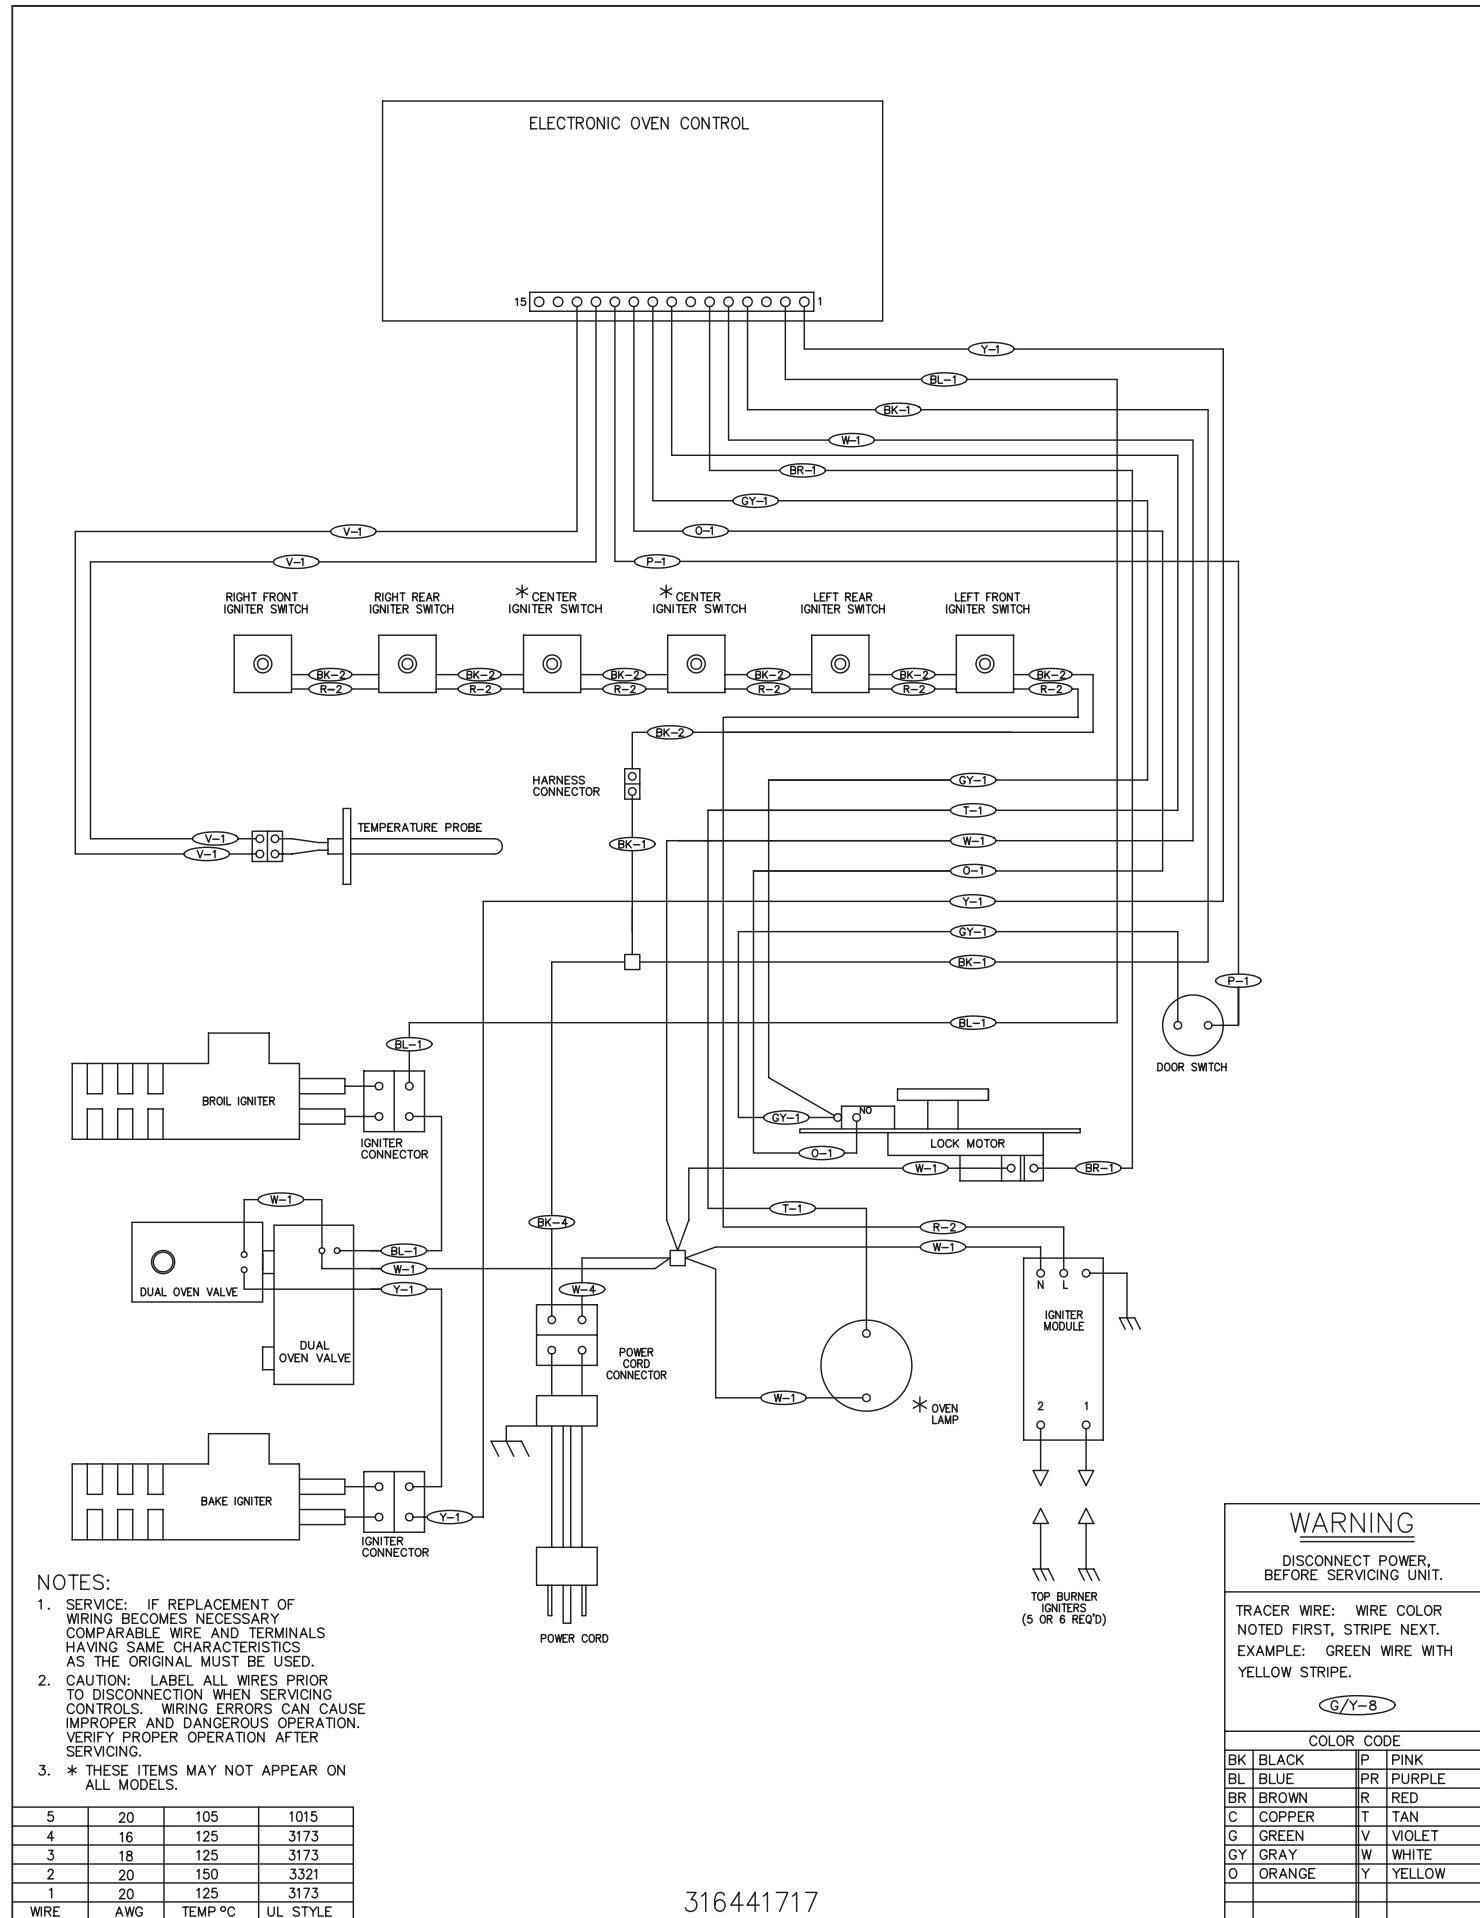 ELECTRONIC OVEN CONTROL
15 1
Y-1
BL-1
BK-1
W-1
BR-1
GY-1
V-1 O-1
V-1 P-1
RIGHT FRONT
IGNITER SWITCH
RIGHT REAR
IGNITER SWITCH
* CENTER
IGNITER SWITCH
* CENTER
IGNITER SWITCH
LEFT REAR
IGNITER SWITCH
LEFT FRONT
IGNITER SWITCH
BK-2 BK-2 BK-2 BK-2 BK-2 BK-2
R-2 R-2 R-2 R-2 R-2 R-2
BK-2
HARNESS
CONNECTOR
GY-1
T-1
TEMPERATURE PROBE
V-1
V-1
BK-1
W-1
O-1
Y-1
GY-1
BK-1
P-1
BL-1
BL-1
DOOR SWITCH
BROIL IGNITER
IGNITER
CONNECTOR
GY-1
NO
O-1
LOCK MOTOR
W-1
BR-1
W-1
T-1
BK-4
R-2
BL-1
W-1
W-1
Y-1
W-4
DUAL OVEN VALVE
DUAL
OVEN VALVE
N L
IGNITER
MODULE
POWER
CORD
CONNECTOR
W-1
* OVEN
LAMP
2 1
BAKE IGNITER
Y-1
IGNITER
CONNECTOR
POWER CORD
TOP BURNER
IGNITERS
(5 OR 6 REQ'D)
NOTES:
1. SERVICE: IF REPLACEMENT OF
WIRING BECOMES NECESSARY
COMPARABLE WIRE AND TERMINALS
HAVING SAME CHARACTERISTICS
AS THE ORIGINAL MUST BE USED.
2. CAUTION: LABEL ALL WIRES PRIOR
TO DISCONNECTION WHEN SERVICING
CONTROLS. WIRING ERRORS CAN CAUSE
IMPROPER AND DANGEROUS OPERATION.
VERIFY PROPER OPERATION AFTER
SERVICING.
3. * THESE ITEMS MAY NOT APPEAR ON
ALL MODELS.
5 20 105 1015
4 16 125 3173
3 18 125 3173
2 20 150 3321
1 20 125 3173
WIRE AWG TEMP ºC UL STYLE
316441717
WARNING
DISCONNECT POWER,
BEFORE SERVICING UNIT.
TRACER WIRE: WIRE COLOR
NOTED FIRST, STRIPE NEXT.
EXAMPLE: GREEN WIRE WITH
YELLOW STRIPE.
G/Y-8
COLOR CODE
BK BLACK P PINK
BL BLUE PR PURPLE
BR BROWN R RED
C COPPER T TAN
G GREEN V VIOLET
GY GRAY W WHITE
O ORANGE Y YELLOW